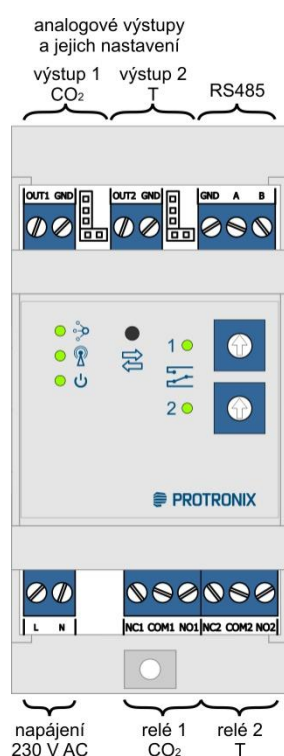 analogové výstupy
a jejich nastavení
výstup 1 výstup 2 RS485
CO₂ T
OUT1 GND OUT2 GND GND A B
1
2
PROTRONIX
L N NC1 COM1 NO1 NC2 COM2 NO2
napájení relé 1 relé 2
230 V AC CO₂ T